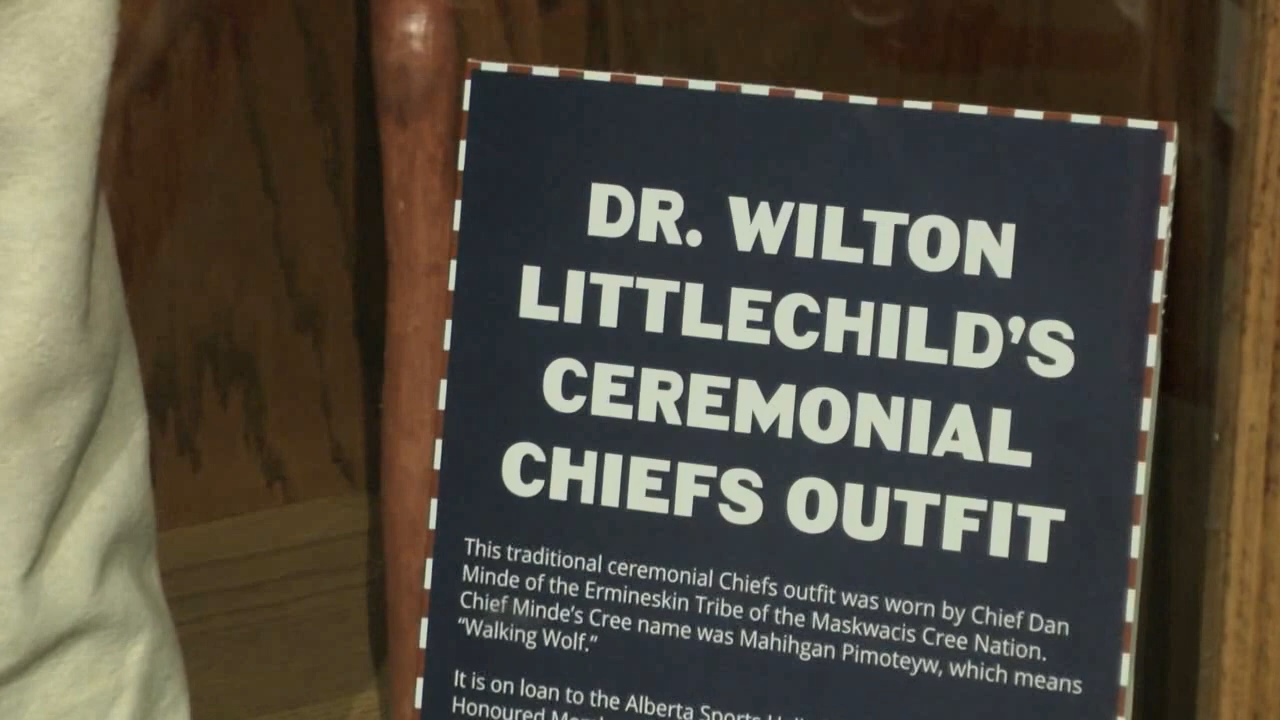 DR. WILTON
LITTLECHILD'S
CEREMONIAL
CHIEFS OUTFIT
This traditional ceremonial Chiefs outfit was worn by Chief Dan
Minde of the Ermineskin Tribe of the Maskwacis Cree Nation.
Chief Minde's Cree name was Mahihgan Pimoteyw, which means
"Walking Wolf."
It is on loan to the Alberta Sports
Honoured